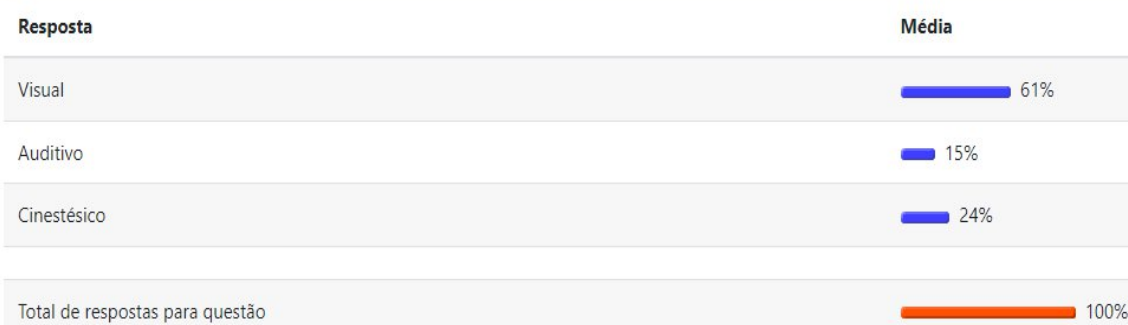 Resposta Média
Visual 61%
Auditivo 15%
Cinestésico 24%
Total de respostas para questão 100%